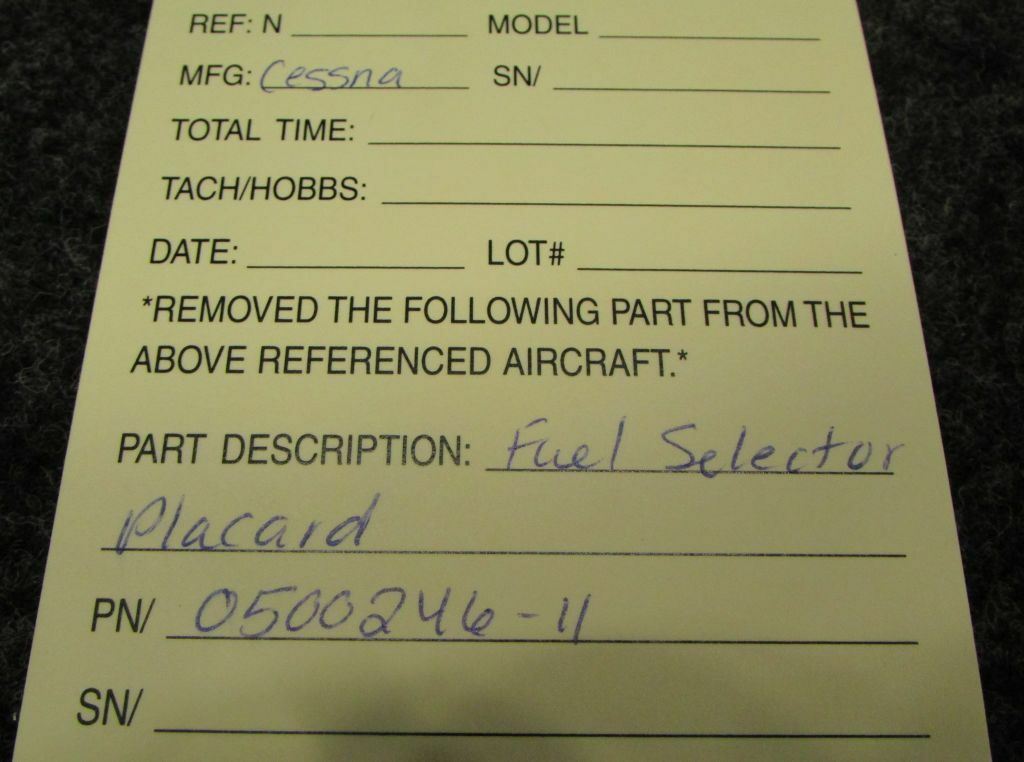 REF: N MODEL
MFG: Cessna SN/
TOTAL TIME:
TACH/HOBBS:
DATE: LOT#
*REMOVED THE FOLLOWING PART FROM THE
ABOVE REFERENCED AIRCRAFT.*
PART DESCRIPTION: Fuel Selector
Placard
PN/ 0500246-11
SN/